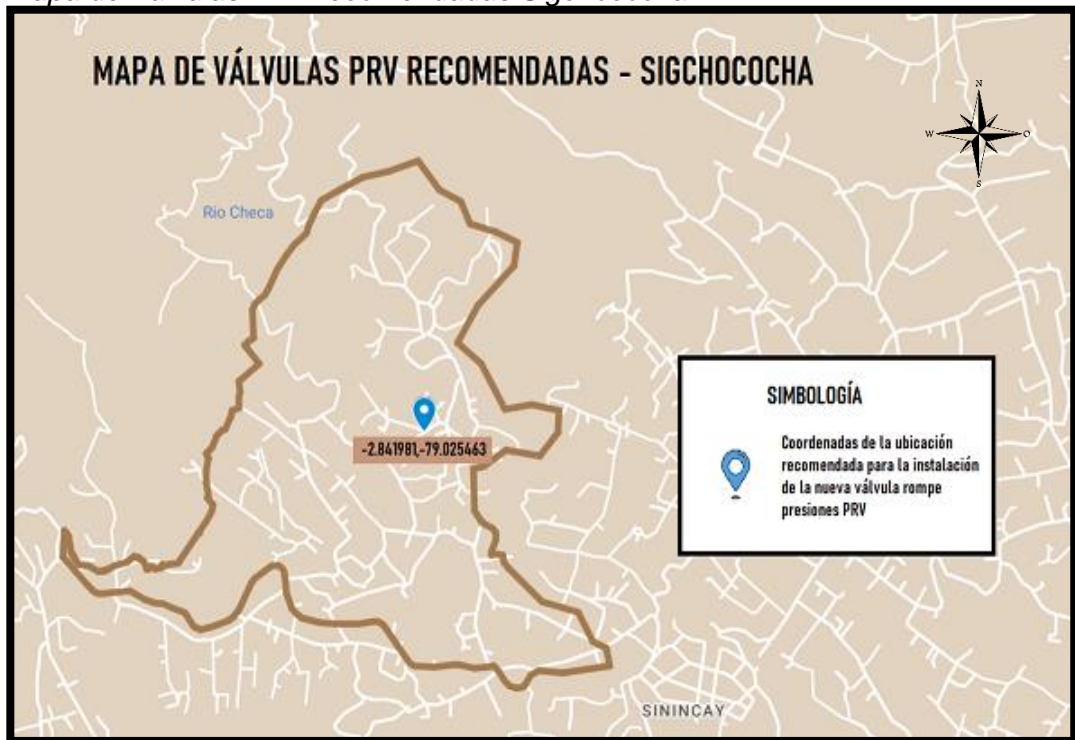 MAPA DE VÁLVULAS PRV RECOMENDADAS - SIGCHOCOCHA
N
W O
S
Rio Checa
-2.841981,-79.025463
SIMBOLOGÍA
Coordenadas de la ubicación
recomendada para la instalación
de la nueva válvula rompe
presiones PRV
SININCAY